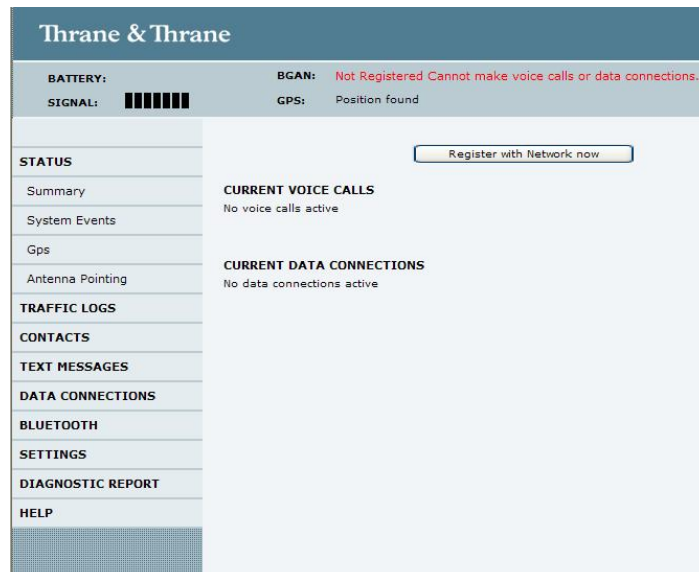 Thrane & Thrane
BATTERY:
BGAN: Not Registered Cannot make voice calls or data connections.
SIGNAL:
GPS: Position found
Register with Network now
STATUS
Summary
System Events
Gps
Antenna Pointing
TRAFFIC LOGS
CONTACTS
TEXT MESSAGES
DATA CONNECTIONS
BLUETOOTH
SETTINGS
DIAGNOSTIC REPORT
HELP
CURRENT VOICE CALLS
No voice calls active
CURRENT DATA CONNECTIONS
No data connections active